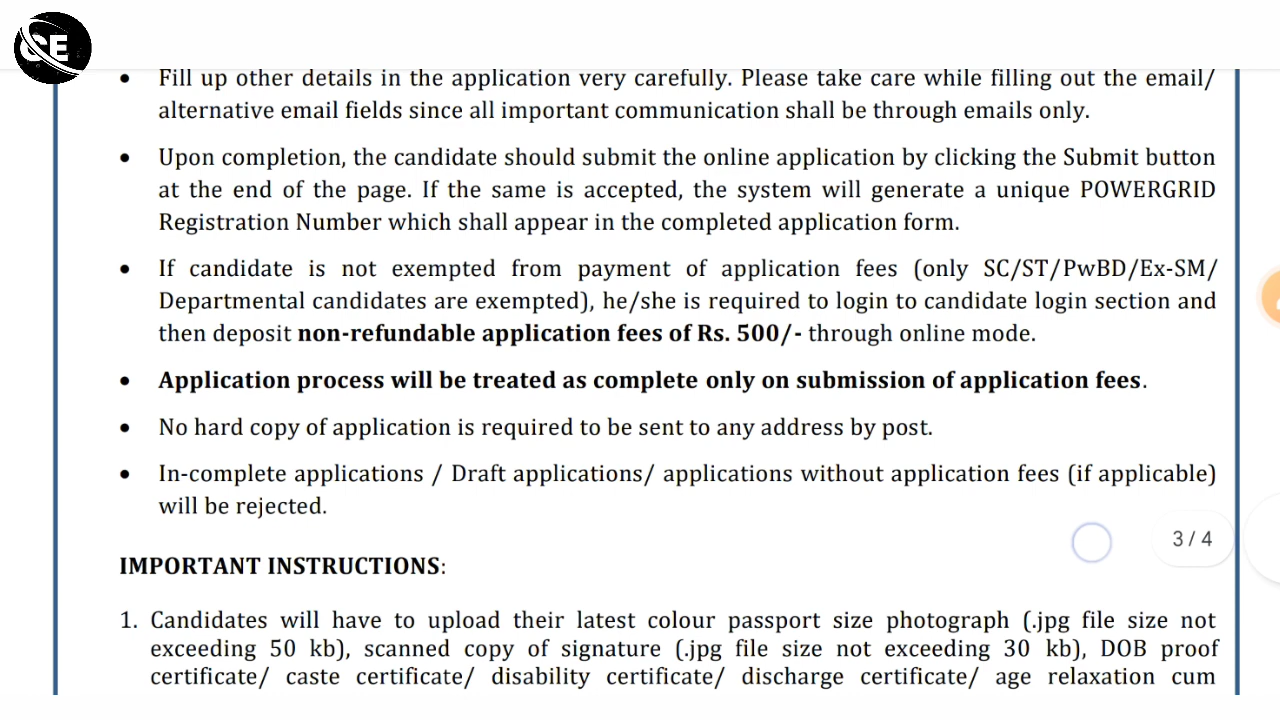 CE
• Fill up other details in the application very carefully. Please take care while filling out the email/
alternative email fields since all important communication shall be through emails only.
• Upon completion, the candidate should submit the online application by clicking the Submit button
at the end of the page. If the same is accepted, the system will generate a unique POWERGRID
Registration Number which shall appear in the completed application form.
• If candidate is not exempted from payment of application fees (only SC/ST/PwBD/Ex-SM/
Departmental candidates are exempted), he/she is required to login to candidate login section and
then deposit non-refundable application fees of Rs. 500/- through online mode.
• Application process will be treated as complete only on submission of application fees.
• No hard copy of application is required to be sent to any address by post.
• In-complete applications / Draft applications/ applications without application fees (if applicable)
will be rejected.
3 / 4
IMPORTANT INSTRUCTIONS:
1. Candidates will have to upload their latest colour passport size photograph (.jpg file size not
exceeding 50 kb), scanned copy of signature (.jpg file size not exceeding 30 kb), DOB proof
certificate/ caste certificate/ disability certificate/ discharge certificate/ age relaxation cum